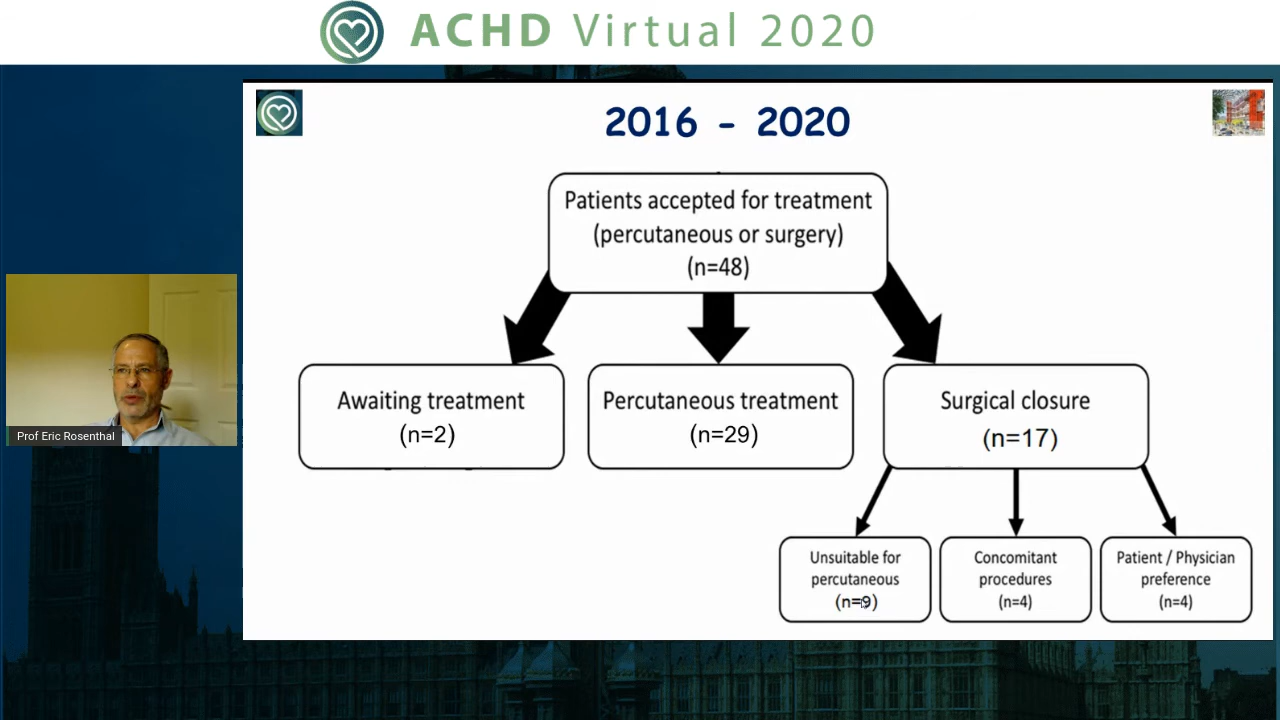 ACHD Virtual 2020
2016 - 2020
Patients accepted for treatment
(percutaneous or surgery)
(n=48)
Awaiting treatment
(n=2)
Percutaneous treatment
(n=29)
Surgical closure
(n=17)
Unsuitable for
percutaneous
(n=9)
Concomitant
procedures
(n=4)
Patient / Physician
preference
(n=4)
Prof Eric Rosenthal